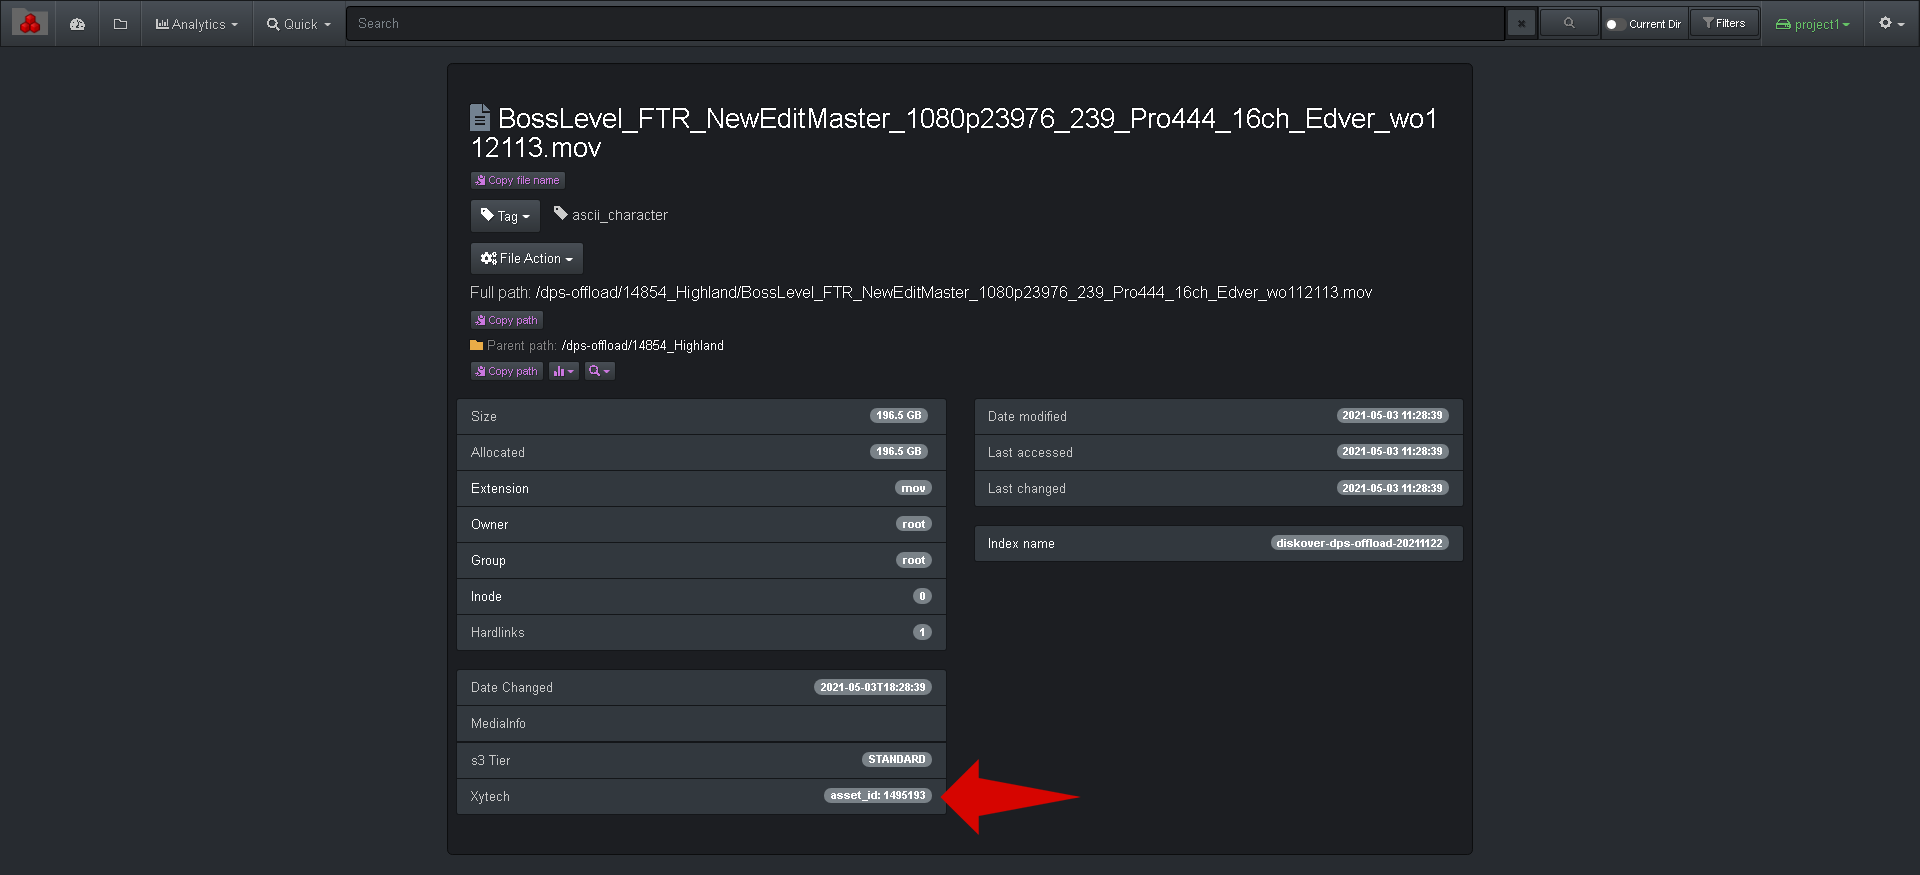 Analytics
Quick
Search
Current Dir
Filters
project1
BossLevel_FTR_NewEditMaster_1080p23976_239_Pro444_16ch_Edver_wo1
12113.mov
Copy file name
Tag
ascii_character
File Action
Full path: /dps-offload/14854_Highland/BossLevel_FTR_NewEditMaster_1080p23976_239_Pro444_16ch_Edver_wo112113.mov
Copy path
Parent path: /dps-offload/14854_Highland
Copy path
Size 196.5 GB
Allocated 196.5 GB
Extension mov
Owner root
Group root
Inode 0
Hardlinks 1
Date modified 2021-05-03 11:28:39
Last accessed 2021-05-03 11:28:39
Last changed 2021-05-03 11:28:39
Index name diskover-dps-offload-20211122
Date Changed 2021-05-03T18:28:39
MediaInfo
s3 Tier STANDARD
Xytech asset_id: 1495193